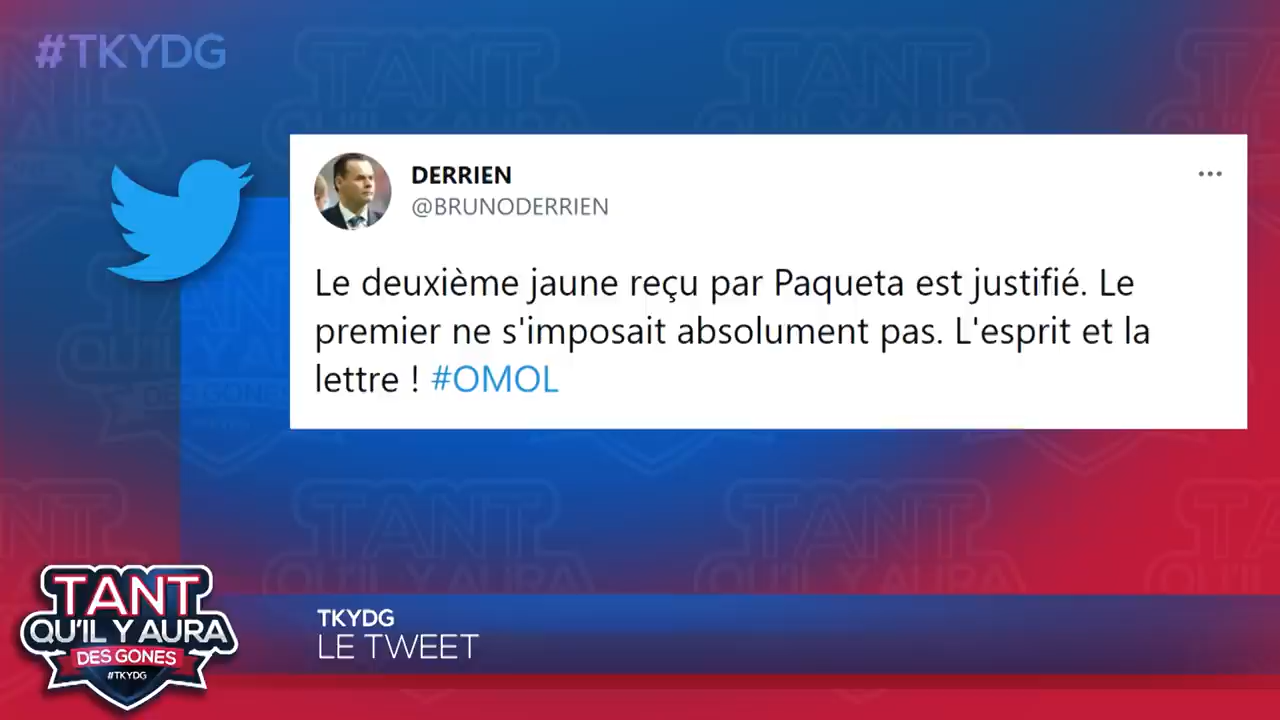 #TKYDG
DERRIEN
@BRUNODERRIEN
Le deuxième jaune reçu par Paqueta est justifié. Le
premier ne s'imposait absolument pas. L'esprit et la
lettre ! #OMOL
TANT
QU'IL Y AURA
DES GONES
#TKYDG
TKYDG
LE TWEET